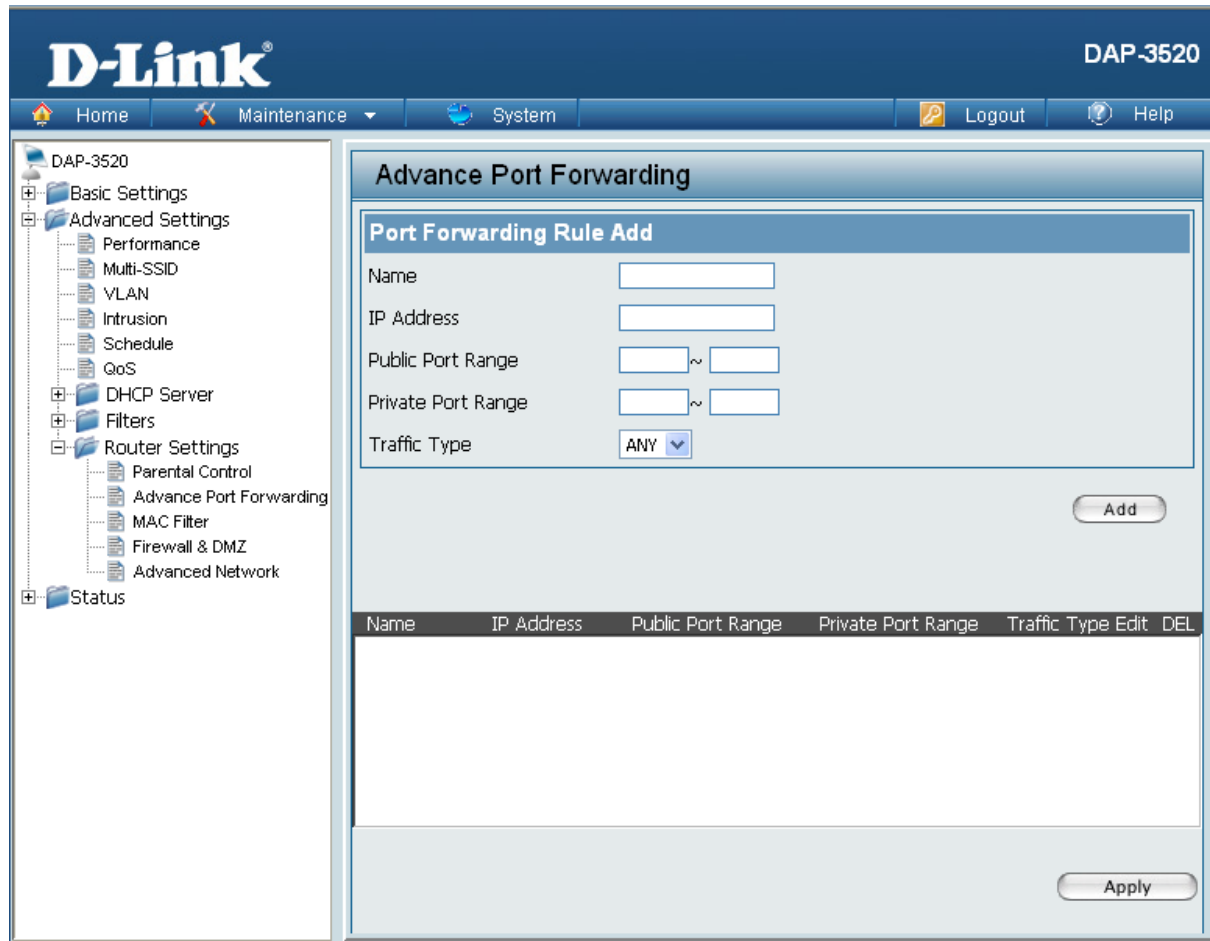 D-Link®
DAP-3520
Home Maintenance System Logout Help
DAP-3520
Basic Settings
Advanced Settings
Performance
Multi-SSID
VLAN
Intrusion
Schedule
QoS
DHCP Server
Filters
Router Settings
Parental Control
Advance Port Forwarding
MAC Filter
Firewall & DMZ
Advanced Network
Status
Advance Port Forwarding
Port Forwarding Rule Add
Name
IP Address
Public Port Range ~
Private Port Range ~
Traffic Type ANY
Add
Name IP Address Public Port Range Private Port Range Traffic Type Edit DEL
Apply